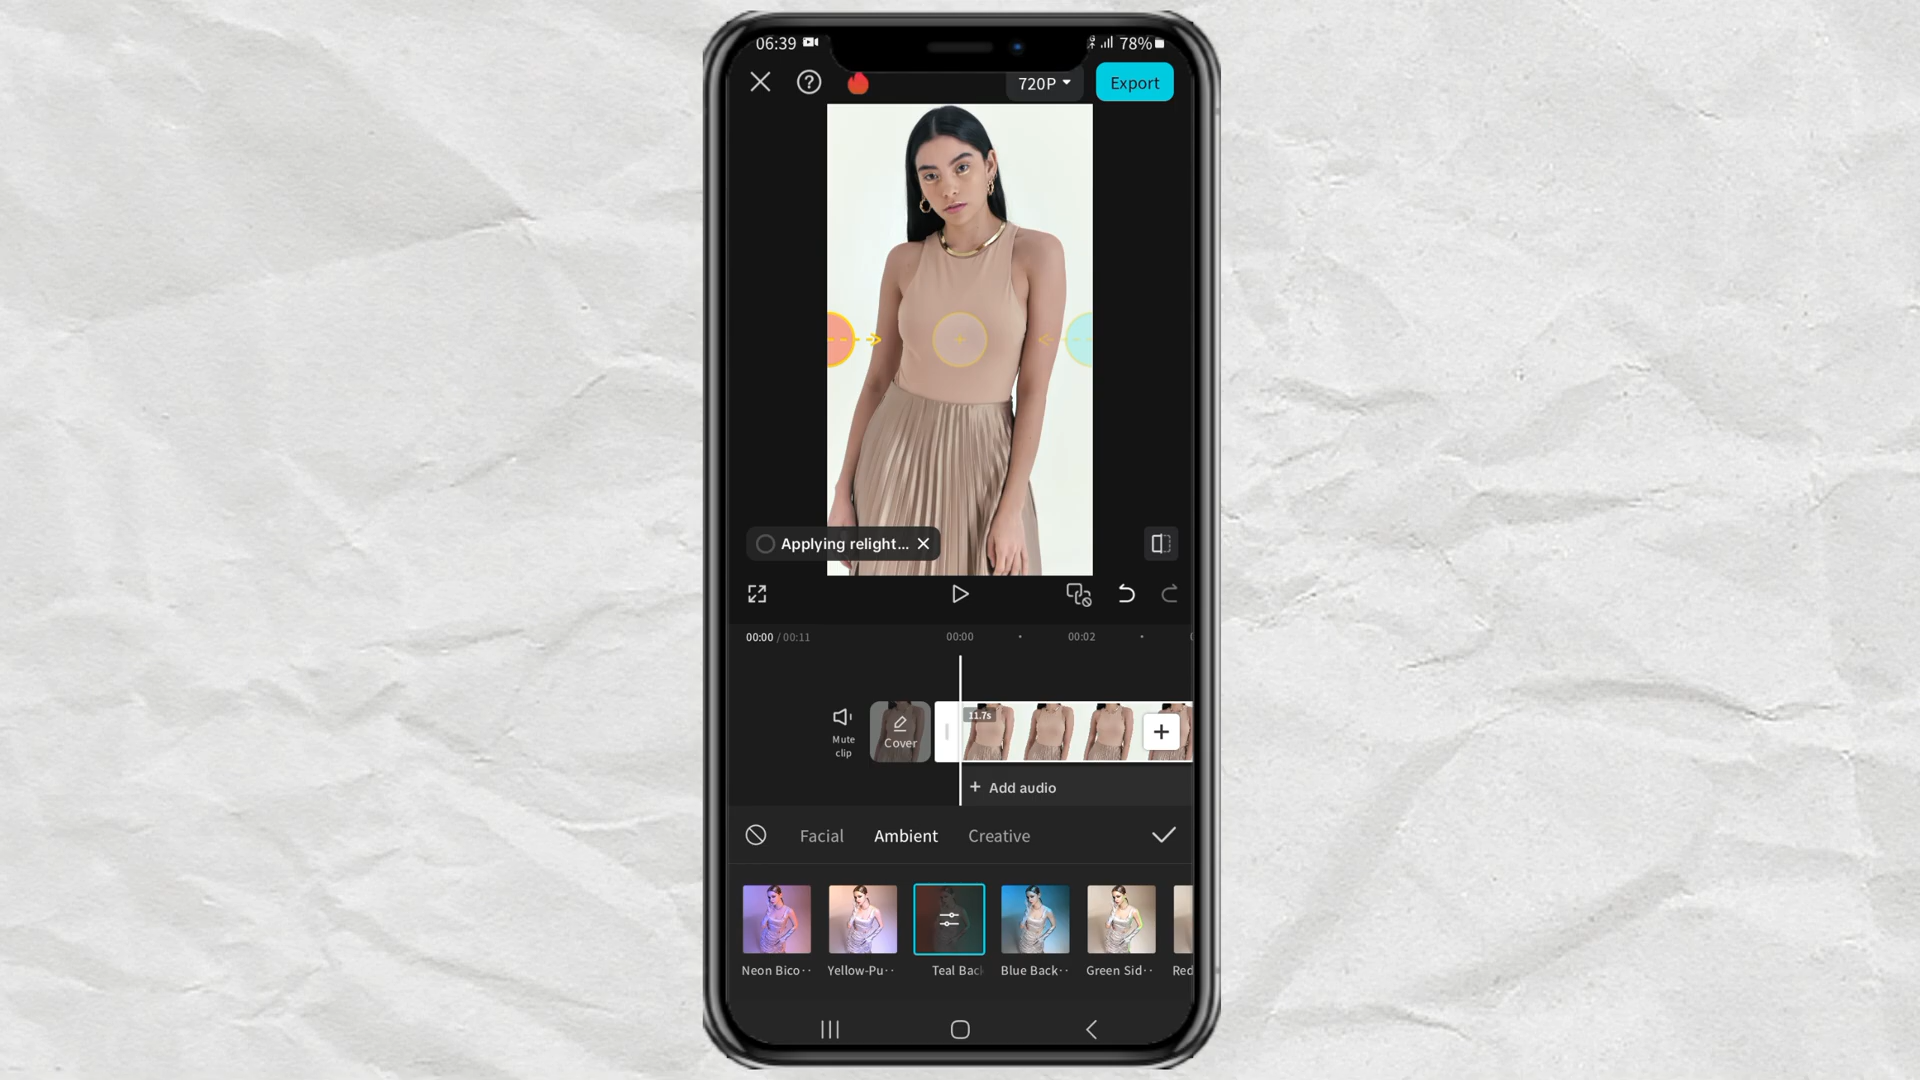 06:39 78%
720P Export
Applying relight...
00:00 / 00:11 00:00 00:02
11.7s
Mute
clip
Cover
+ Add audio
Facial Ambient Creative
Neon Bico·· Yellow-Pu·· Teal Bac Blue Back·· Green Sid·· Red